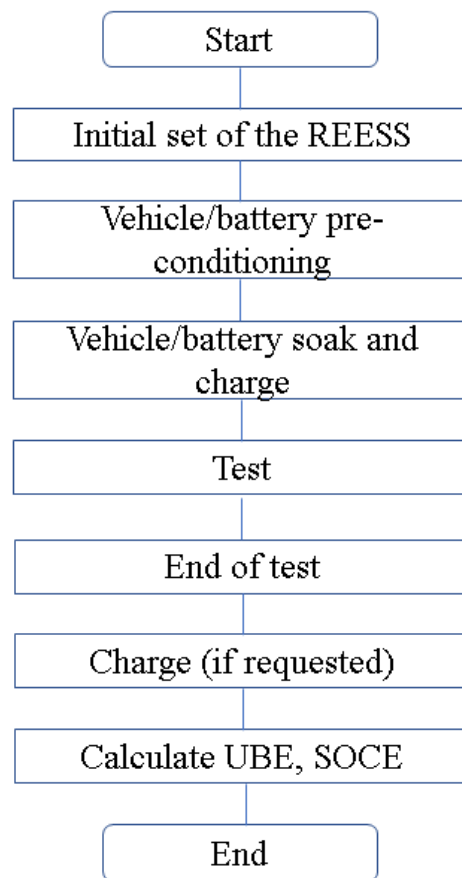 Start
Initial set of the REESS
Vehicle/battery pre-
conditioning
Vehicle/battery soak and
charge
Test
End of test
Charge (if requested)
Calculate UBE, SOCE
End